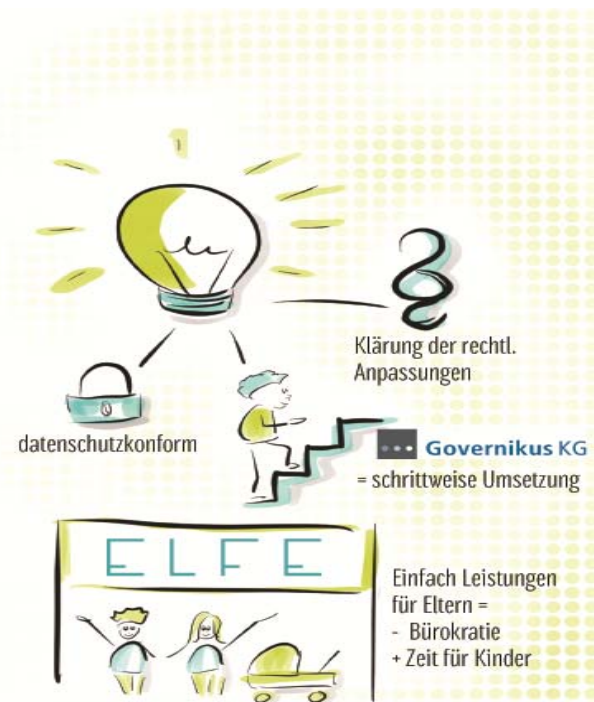 Klärung der rechtl.
Anpassungen
datenschutzkonform
Governikus KG
= schrittweise Umsetzung
ELFE
Einfach Leistungen
für Eltern =
- Bürokratie
+ Zeit für Kinder